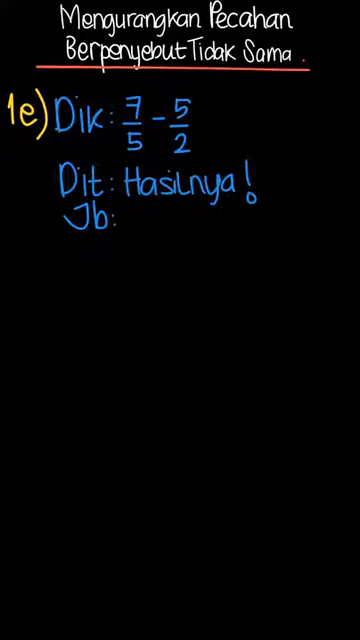 Mengurangkan Pecahan
Berpenyebut Tidak Sama.
1e) Dik: 7/5 - 5/2
Dit: Hasilnya!
Jb: